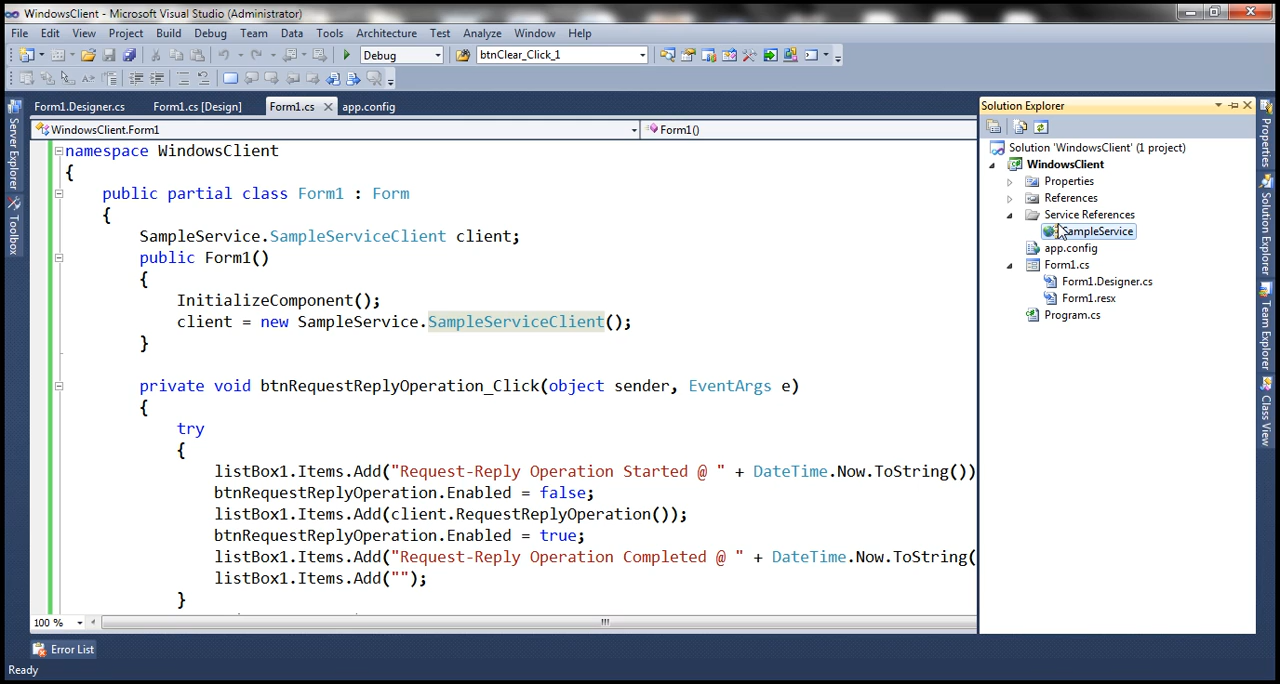 WindowsClient - Microsoft Visual Studio (Administrator)
File Edit View Project Build Debug Team Data Tools Architecture Test Analyze Window Help
Debug btnClear_Click_1
Form1.Designer.cs Form1.cs [Design] Form1.cs app.config
WindowsClient.Form1 Form1()
Server Explorer
Toolbox
namespace WindowsClient
{
public partial class Form1 : Form
{
SampleService.SampleServiceClient client;
public Form1()
{
InitializeComponent();
client = new SampleService.SampleServiceClient();
}
private void btnRequestReplyOperation_Click(object sender, EventArgs e)
{
try
{
listBox1.Items.Add("Request-Reply Operation Started @ " + DateTime.Now.ToString())
btnRequestReplyOperation.Enabled = false;
listBox1.Items.Add(client.RequestReplyOperation());
btnRequestReplyOperation.Enabled = true;
listBox1.Items.Add("Request-Reply Operation Completed @ " + DateTime.Now.ToString(
listBox1.Items.Add("");
}
100 %
Solution Explorer
Solution 'WindowsClient' (1 project)
WindowsClient
Properties
References
Service References
SampleService
app.config
Form1.cs
Form1.Designer.cs
Form1.resx
Program.cs
Properties
Solution Explorer
Team Explorer
Class View
Error List
Ready